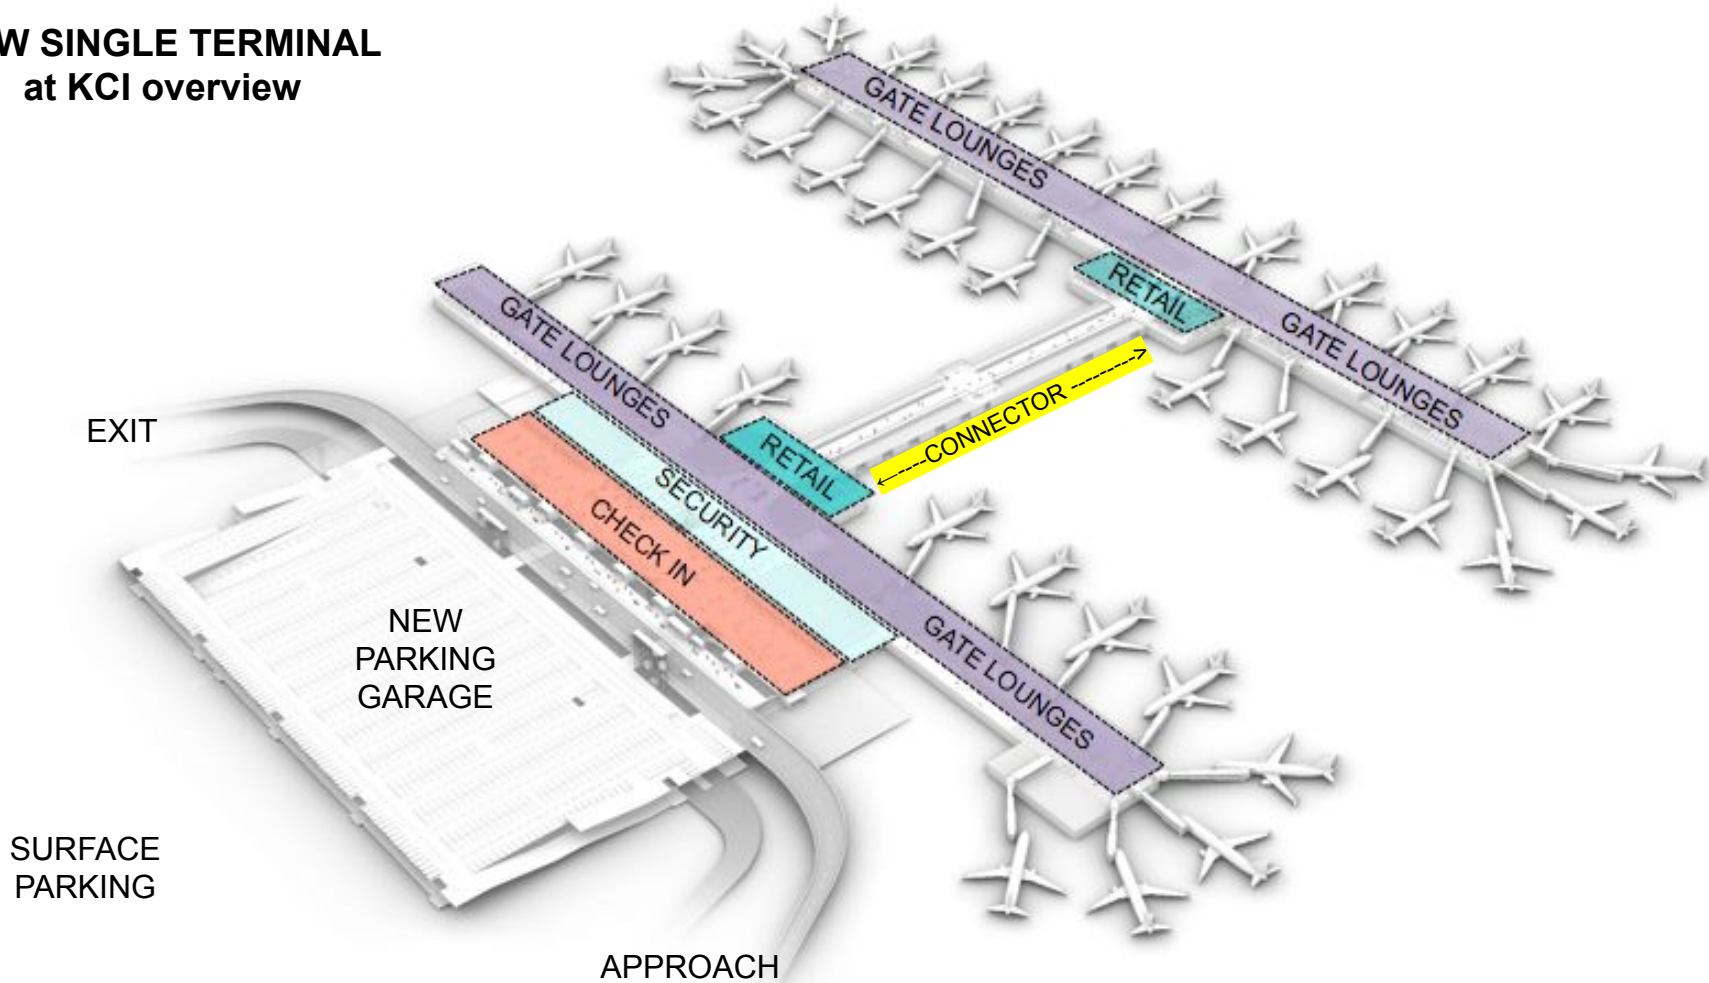 W SINGLE TERMINAL
at KCI overview
GATE LOUNGES
RETAIL
GATE LOUNGES
GATE LOUNGES
CONNECTOR
RETAIL
EXIT
SECURITY
CHECK IN
GATE LOUNGES
NEW
PARKING
GARAGE
SURFACE
PARKING
APPROACH